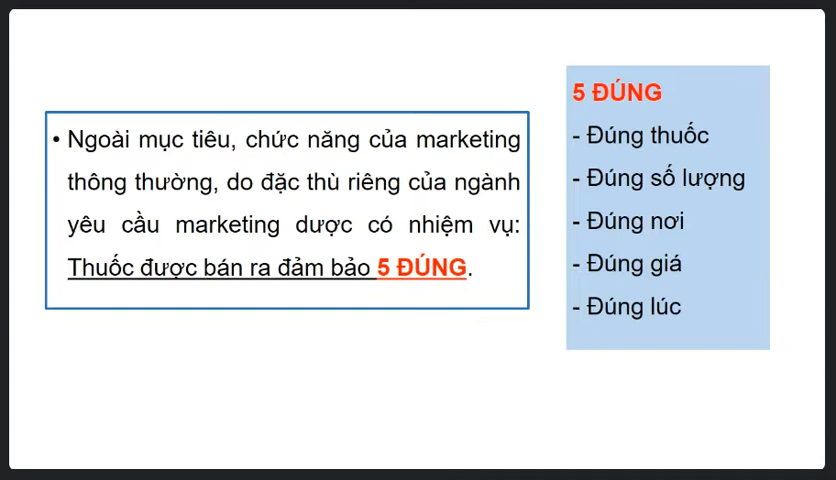 • Ngoài mục tiêu, chức năng của marketing
thông thường, do đặc thù riêng của ngành
yêu cầu marketing dược có nhiệm vụ:
Thuốc được bán ra đảm bảo 5 ĐÚNG.
5 ĐÚNG
- Đúng thuốc
- Đúng số lượng
- Đúng nơi
- Đúng giá
- Đúng lúc